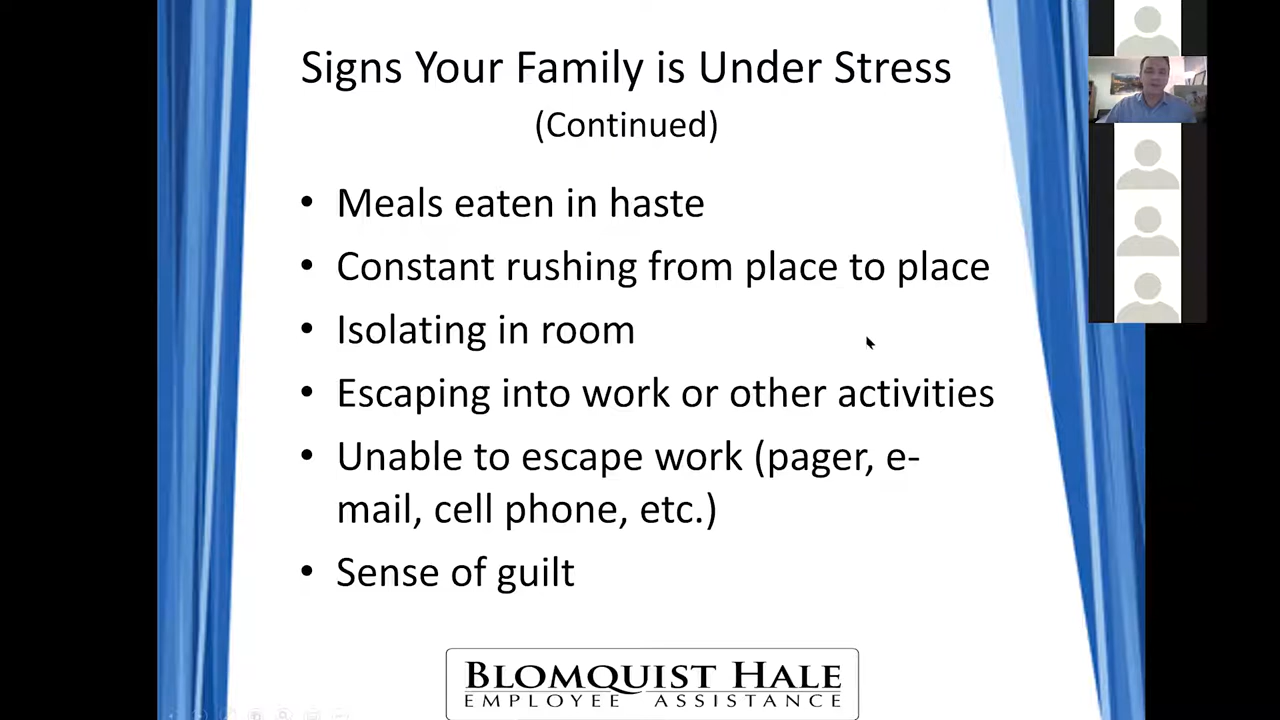 Signs Your Family is Under Stress
(Continued)
• Meals eaten in haste
• Constant rushing from place to place
• Isolating in room
• Escaping into work or other activities
• Unable to escape work (pager, e-
mail, cell phone, etc.)
• Sense of guilt
BLOMQUIST HALE
EMPLOYEE ASSISTANCE